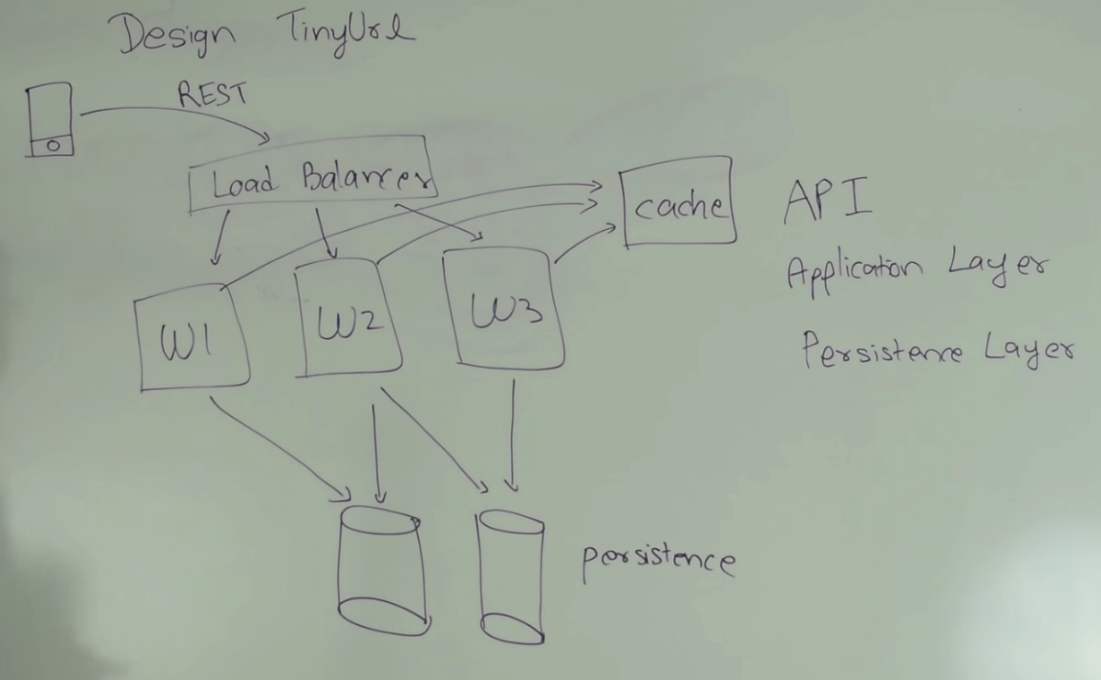 Design TinyUrl
REST
Load Balancer
cache
API
Application Layer
W1
W2
W3
Persistence Layer
persistence